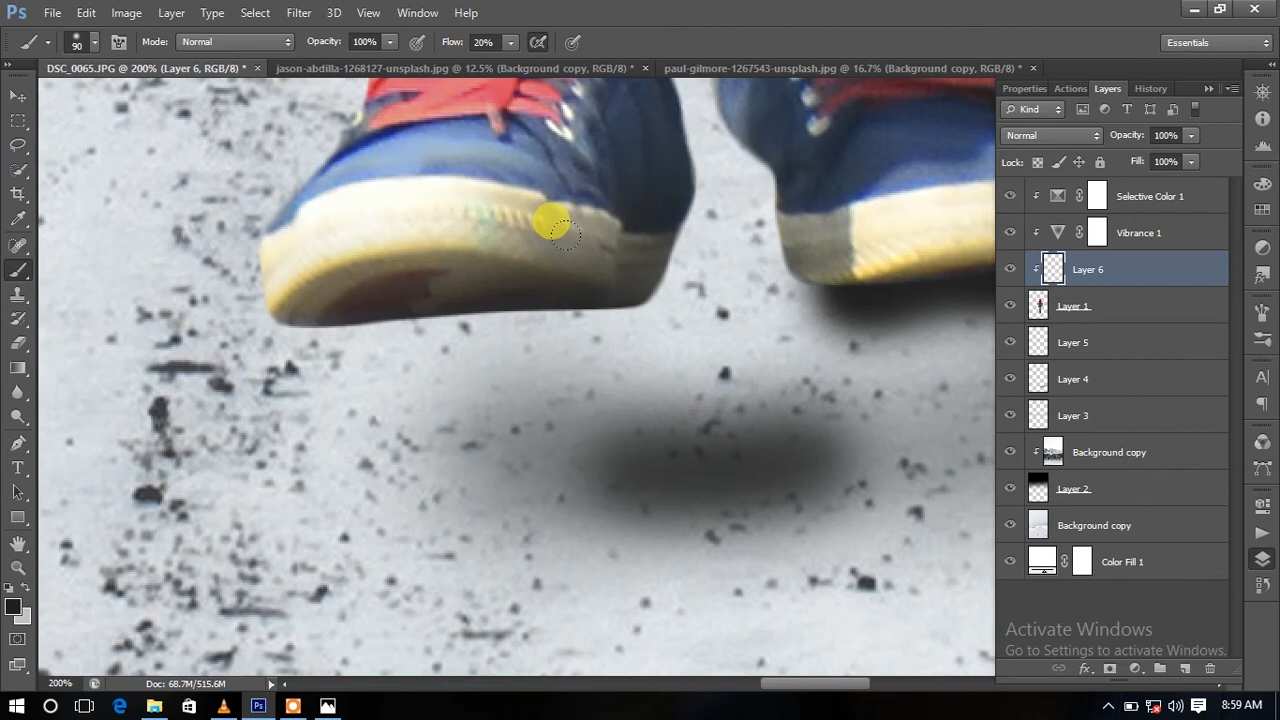 Ps File Edit Image Layer Type Select Filter 3D View Window Help
90 Mode: Normal Opacity: 100% Flow: 20% Essentials
DSC_0065.JPG @ 200% (Layer 6, RGB/8) * × jason-abdilla-1268127-unsplash.jpg @ 12.5% (Background copy, RGB/8) * × paul-gilmore-1267543-unsplash.jpg @ 16.7% (Background copy, RGB/8) * ×
Properties Actions Layers History
Kind
Normal Opacity: 100%
Lock: Fill: 100%
Selective Color 1
Vibrance 1
Layer 6
Layer 1
Layer 5
Layer 4
Layer 3
Background copy
Layer 2
Background copy
Color Fill 1
Activate Windows
Go to Settings to activate Windows.
200% Doc: 68.7M/515.6M
8:59 AM